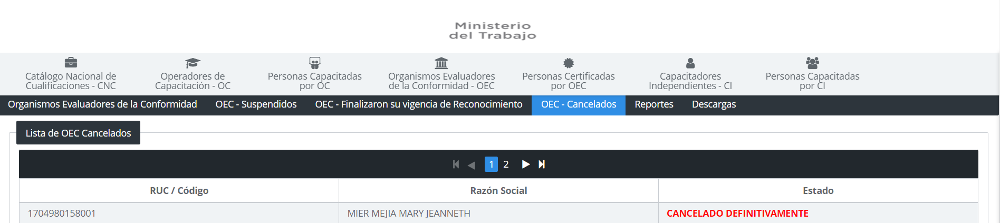 Ministerio
del Trabajo
Catálogo Nacional de
Cualificaciones - CNC
Operadores de
Capacitación - OC
Personas Capacitadas
por OC
Organismos Evaluadores
de la Conformidad - OEC
Personas Certificadas
por OEC
Capacitadores
Independientes - CI
Personas Capacitadas
por CI
Organismos Evaluadores de la Conformidad OEC - Suspendidos OEC - Finalizaron su vigencia de Reconocimiento OEC - Cancelados Reportes Descargas
Lista de OEC Cancelados
1 2
RUC / Código Razón Social Estado
1704980158001 MIER MEJIA MARY JEANNETH CANCELADO DEFINITIVAMENTE